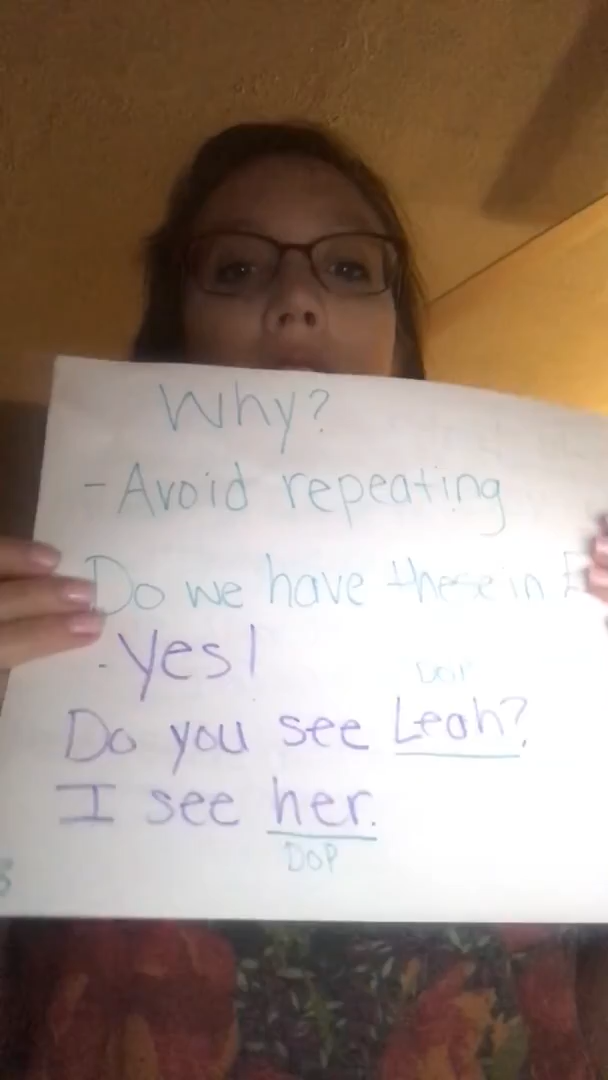 Why?
- Avoid repeating
Do we have these in E
- Yes!
DOP
Do you see Leah?
I see her.
DOP